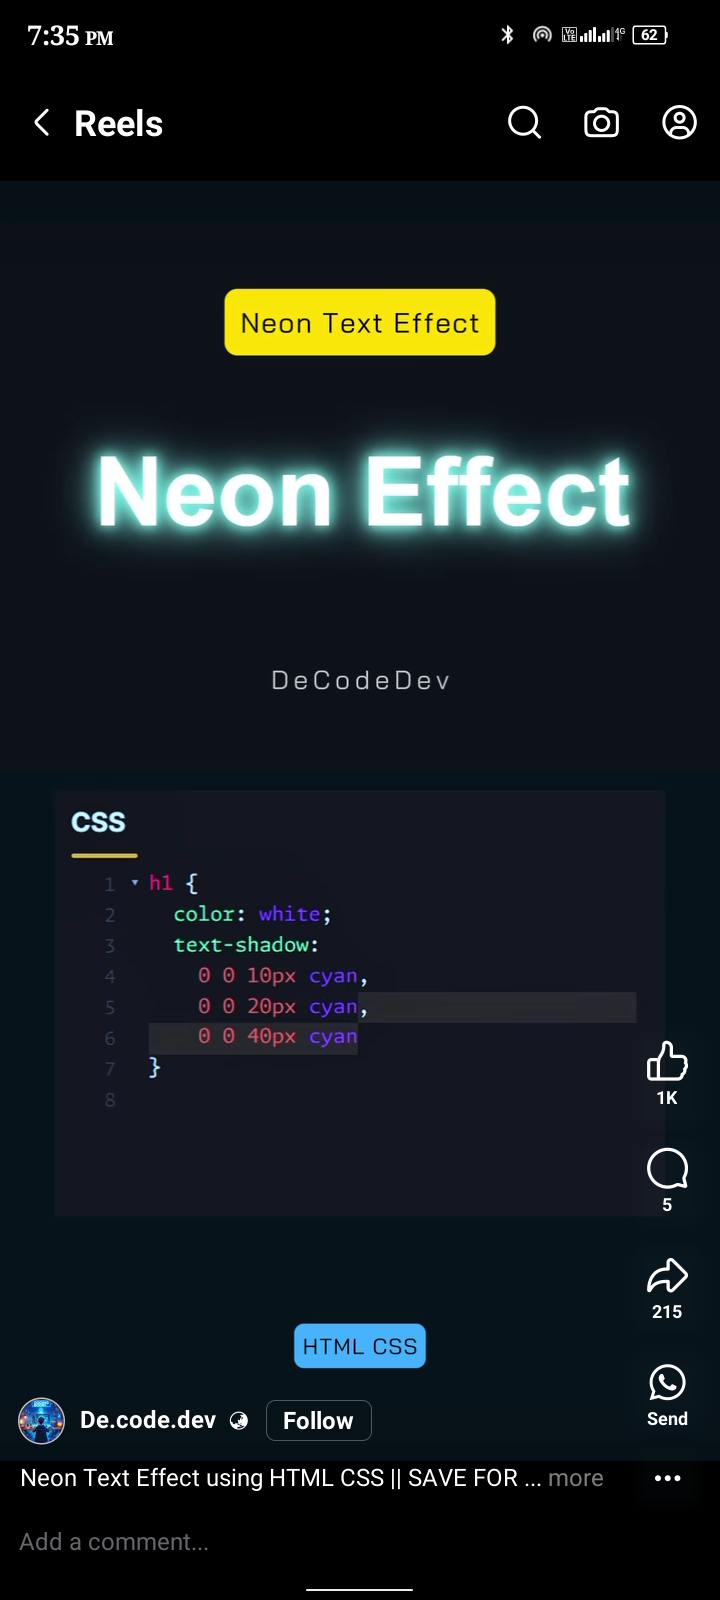 7:35 PM
Vo LTE 4G 62
Reels
Neon Text Effect
Neon Effect
DeCodeDev
CSS
1 h1 {
2 color: white;
3 text-shadow:
4 0 0 10px cyan,
5 0 0 20px cyan,
6 0 0 40px cyan
7 }
8
1K
5
215
Send
HTML CSS
De.code.dev Follow
Neon Text Effect using HTML CSS || SAVE FOR ... more
Add a comment...